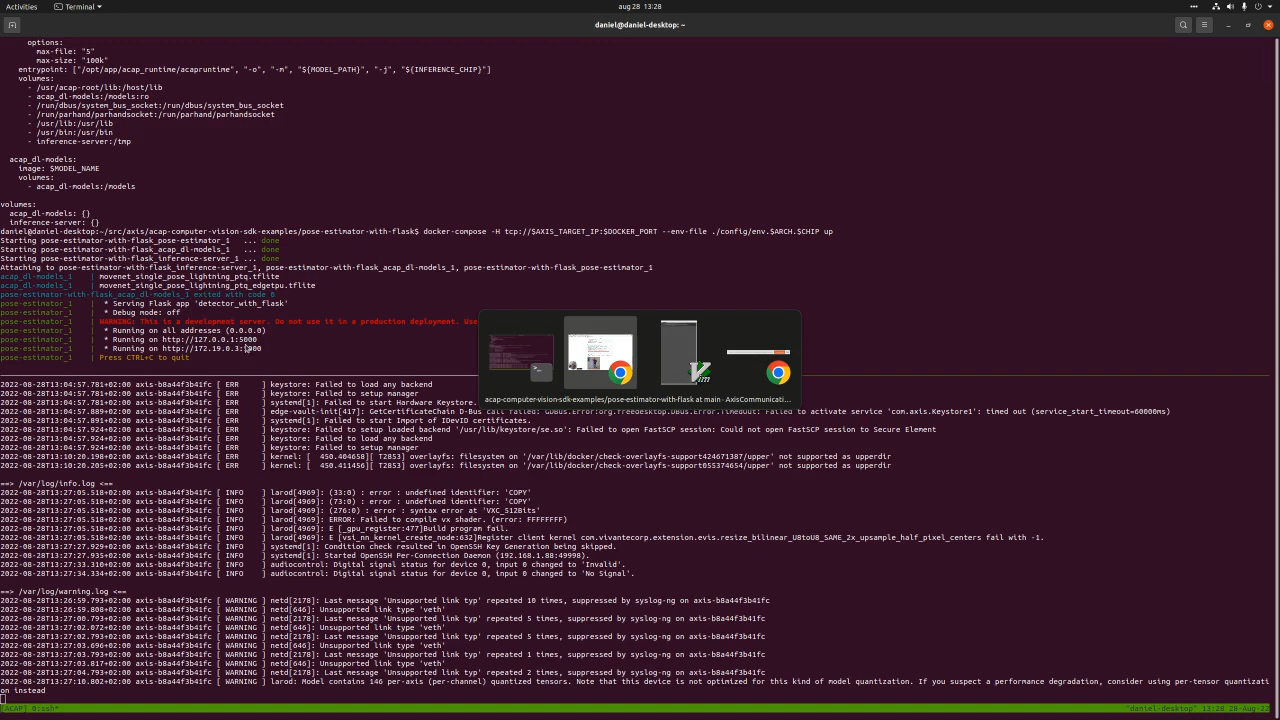 Activities
Terminal
aug 28 13:28
daniel@daniel-desktop: ~
options:
max-file: "5"
max-size: "100k"
entrypoint: ["/opt/app/acap_runtime/acapruntime", "-o", "-m", "${MODEL_PATH}", "-j", "${INFERENCE_CHIP}"]
volumes:
- /usr/acap-root/lib:/host/lib
- acap_dl-models:/models:ro
- /run/dbus/system_bus_socket:/run/dbus/system_bus_socket
- /run/parhand/parhandsocket:/run/parhand/parhandsocket
- /usr/lib:/usr/lib
- /usr/bin:/usr/bin
- inference-server:/tmp
acap_dl-models:
image: $MODEL_NAME
volumes:
- acap_dl-models:/models
volumes:
acap_dl-models: {}
inference-server: {}
daniel@daniel-desktop:~/src/axis/acap-computer-vision-sdk-examples/pose-estimator-with-flask$ docker-compose -H tcp://$AXIS_TARGET_IP:$DOCKER_PORT --env-file ./config/env.$ARCH.$CHIP up
Starting pose-estimator-with-flask_pose-estimator_1 ... done
Starting pose-estimator-with-flask_acap_dl-models_1 ... done
Starting pose-estimator-with-flask_inference-server_1 ... done
Attaching to pose-estimator-with-flask_inference-server_1, pose-estimator-with-flask_acap_dl-models_1, pose-estimator-with-flask_pose-estimator_1
acap_dl-models_1 | movenet_single_pose_lightning_ptq.tflite
acap_dl-models_1 | movenet_single_pose_lightning_ptq_edgetpu.tflite
pose-estimator-with-flask_acap_dl-models_1 exited with code 0
pose-estimator_1 | * Serving Flask app 'detector_with_flask'
pose-estimator_1 | * Debug mode: off
pose-estimator_1 | WARNING: This is a development server. Do not use it in a production deployment. Use
pose-estimator_1 | * Running on all addresses (0.0.0.0)
pose-estimator_1 | * Running on http://127.0.0.1:5000
pose-estimator_1 | * Running on http://172.19.0.3:5000
pose-estimator_1 | Press CTRL+C to quit
acap-computer-vision-sdk-examples/pose-estimator-with-flask at main · AxisCommunicati...
2022-08-28T13:04:57.781+02:00 axis-b8a44f3b41fc [ ERR ] keystore: Failed to load any backend
2022-08-28T13:04:57.781+02:00 axis-b8a44f3b41fc [ ERR ] keystore: Failed to setup manager
2022-08-28T13:04:57.783+02:00 axis-b8a44f3b41fc [ ERR ] systemd[1]: Failed to start Hardware Keystore.
2022-08-28T13:04:57.889+02:00 axis-b8a44f3b41fc [ ERR ] edge-vault-init[417]: GetCertificateChain D-Bus call failed: GDBus.Error:org.freedesktop.DBus.Error.TimedOut: Failed to activate service 'com.axis.Keystore1': timed out (service_start_timeout=60000ms)
2022-08-28T13:04:57.909+02:00 axis-b8a44f3b41fc [ ERR ] systemd[1]: Failed to start Import of IDevID certificates.
2022-08-28T13:04:57.924+02:00 axis-b8a44f3b41fc [ ERR ] keystore: Failed to setup loaded backend '/usr/lib/keystore/se.so': Failed to open FastSCP session: Could not open FastSCP session to Secure Element
2022-08-28T13:04:57.924+02:00 axis-b8a44f3b41fc [ ERR ] keystore: Failed to load any backend
2022-08-28T13:04:57.924+02:00 axis-b8a44f3b41fc [ ERR ] keystore: Failed to setup manager
2022-08-28T13:10:20.198+02:00 axis-b8a44f3b41fc [ ERR ] kernel: [ 450.404658][ T2853] overlayfs: filesystem on '/var/lib/docker/check-overlayfs-support424671387/upper' not supported as upperdir
2022-08-28T13:10:20.205+02:00 axis-b8a44f3b41fc [ ERR ] kernel: [ 450.411456][ T2853] overlayfs: filesystem on '/var/lib/docker/check-overlayfs-support055374654/upper' not supported as upperdir
==> /var/log/info.log <==
2022-08-28T13:27:05.518+02:00 axis-b8a44f3b41fc [ INFO ] larod[4969]: (33:0) : error : undefined identifier: 'COPY'
2022-08-28T13:27:05.518+02:00 axis-b8a44f3b41fc [ INFO ] larod[4969]: (73:0) : error : undefined identifier: 'COPY'
2022-08-28T13:27:05.518+02:00 axis-b8a44f3b41fc [ INFO ] larod[4969]: (276:0) : error : syntax error at 'VXC_512Bits'
2022-08-28T13:27:05.518+02:00 axis-b8a44f3b41fc [ INFO ] larod[4969]: ERROR: Failed to compile vx shader. (error: FFFFFFFF)
2022-08-28T13:27:05.518+02:00 axis-b8a44f3b41fc [ INFO ] larod[4969]: E [_gpu_register:477]Build program fail.
2022-08-28T13:27:05.518+02:00 axis-b8a44f3b41fc [ INFO ] larod[4969]: E [vsi_nn_kernel_create_node:632]Register client kernel com.vivantecorp.extension.evis.resize_bilinear_U8toU8_SAME_2x_upsample_half_pixel_centers fail with -1.
2022-08-28T13:27:27.929+02:00 axis-b8a44f3b41fc [ INFO ] systemd[1]: Condition check resulted in OpenSSH Key Generation being skipped.
2022-08-28T13:27:27.935+02:00 axis-b8a44f3b41fc [ INFO ] systemd[1]: Started OpenSSH Per-Connection Daemon (192.168.1.88:49998).
2022-08-28T13:27:33.310+02:00 axis-b8a44f3b41fc [ INFO ] audiocontrol: Digital signal status for device 0, input 0 changed to 'Invalid'.
2022-08-28T13:27:34.334+02:00 axis-b8a44f3b41fc [ INFO ] audiocontrol: Digital signal status for device 0, input 0 changed to 'No Signal'.
==> /var/log/warning.log <==
2022-08-28T13:26:59.793+02:00 axis-b8a44f3b41fc [ WARNING ] netd[2178]: Last message 'Unsupported link typ' repeated 10 times, suppressed by syslog-ng on axis-b8a44f3b41fc
2022-08-28T13:26:59.808+02:00 axis-b8a44f3b41fc [ WARNING ] netd[646]: Unsupported link type 'veth'
2022-08-28T13:27:00.793+02:00 axis-b8a44f3b41fc [ WARNING ] netd[2178]: Last message 'Unsupported link typ' repeated 5 times, suppressed by syslog-ng on axis-b8a44f3b41fc
2022-08-28T13:27:02.072+02:00 axis-b8a44f3b41fc [ WARNING ] netd[646]: Unsupported link type 'veth'
2022-08-28T13:27:02.793+02:00 axis-b8a44f3b41fc [ WARNING ] netd[2178]: Last message 'Unsupported link typ' repeated 5 times, suppressed by syslog-ng on axis-b8a44f3b41fc
2022-08-28T13:27:03.696+02:00 axis-b8a44f3b41fc [ WARNING ] netd[646]: Unsupported link type 'veth'
2022-08-28T13:27:03.793+02:00 axis-b8a44f3b41fc [ WARNING ] netd[2178]: Last message 'Unsupported link typ' repeated 1 times, suppressed by syslog-ng on axis-b8a44f3b41fc
2022-08-28T13:27:03.817+02:00 axis-b8a44f3b41fc [ WARNING ] netd[646]: Unsupported link type 'veth'
2022-08-28T13:27:04.793+02:00 axis-b8a44f3b41fc [ WARNING ] netd[2178]: Last message 'Unsupported link typ' repeated 2 times, suppressed by syslog-ng on axis-b8a44f3b41fc
2022-08-28T13:27:10.802+02:00 axis-b8a44f3b41fc [ WARNING ] larod: Model contains 146 per-axis (per-channel) quantized tensors. Note that this device is not optimized for this kind of model quantization. If you suspect a performance degradation, consider using per-tensor quantizati
on instead
[ACAP] 0:ssh* "daniel-desktop" 13:28 28-Aug-22